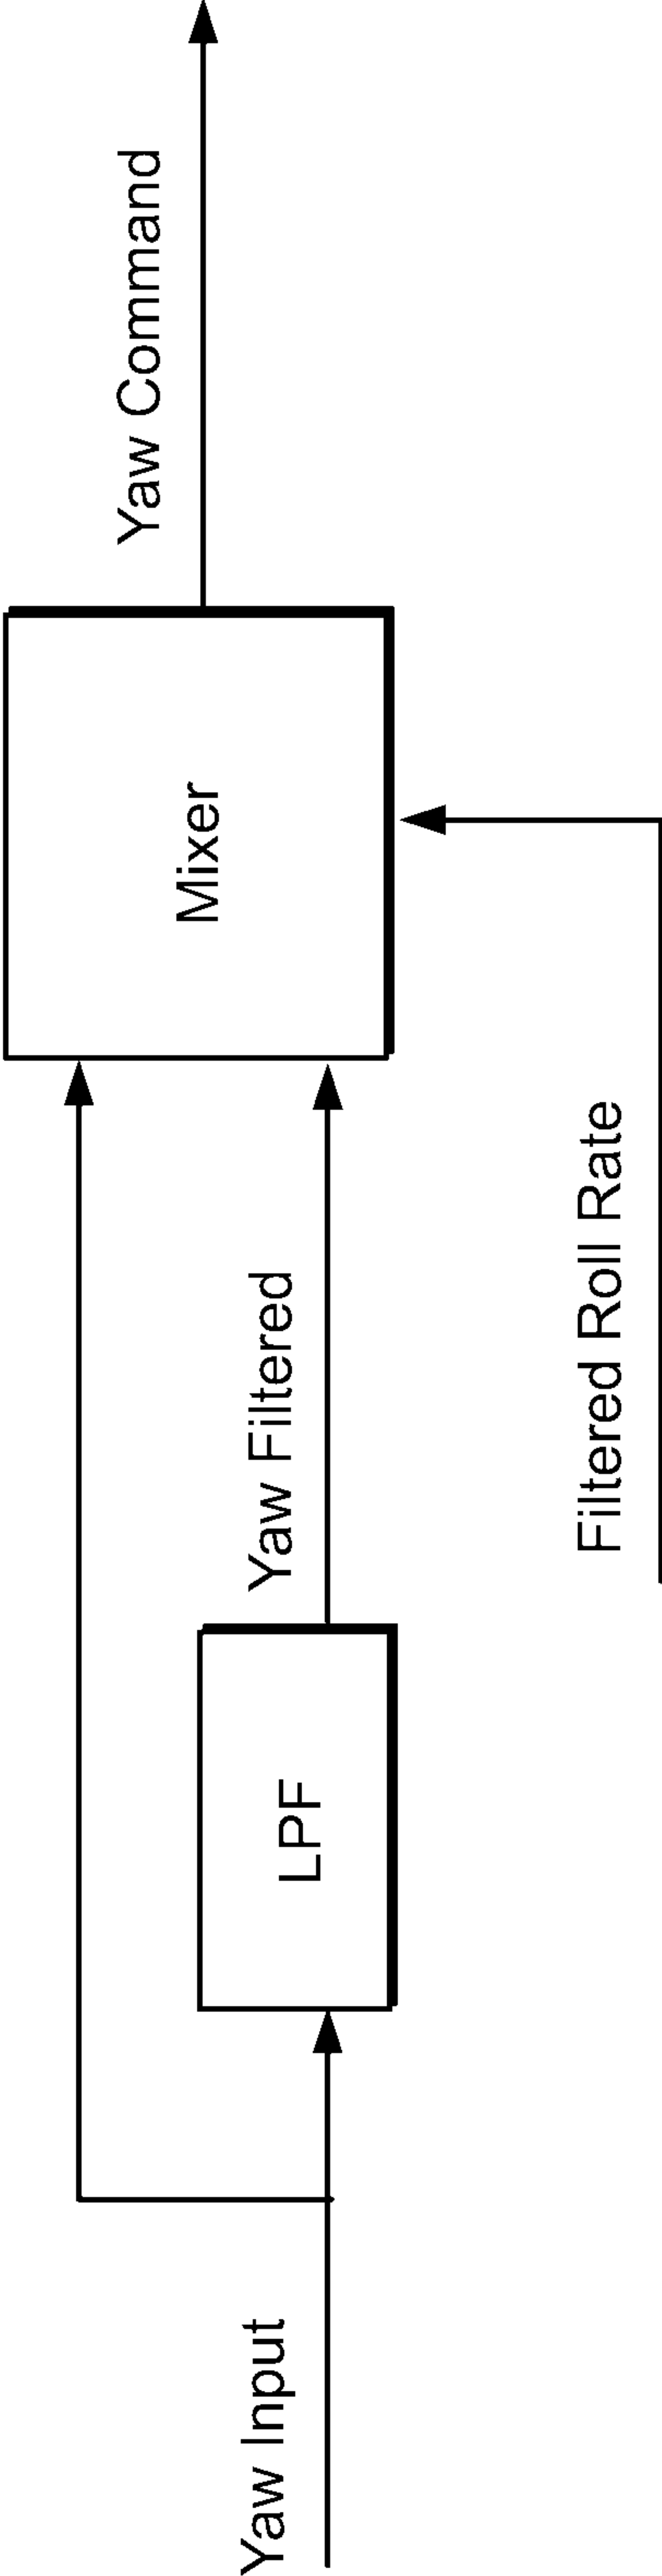 Yaw Input
LPF
Yaw Filtered
Filtered Roll Rate
Mixer
Yaw Command